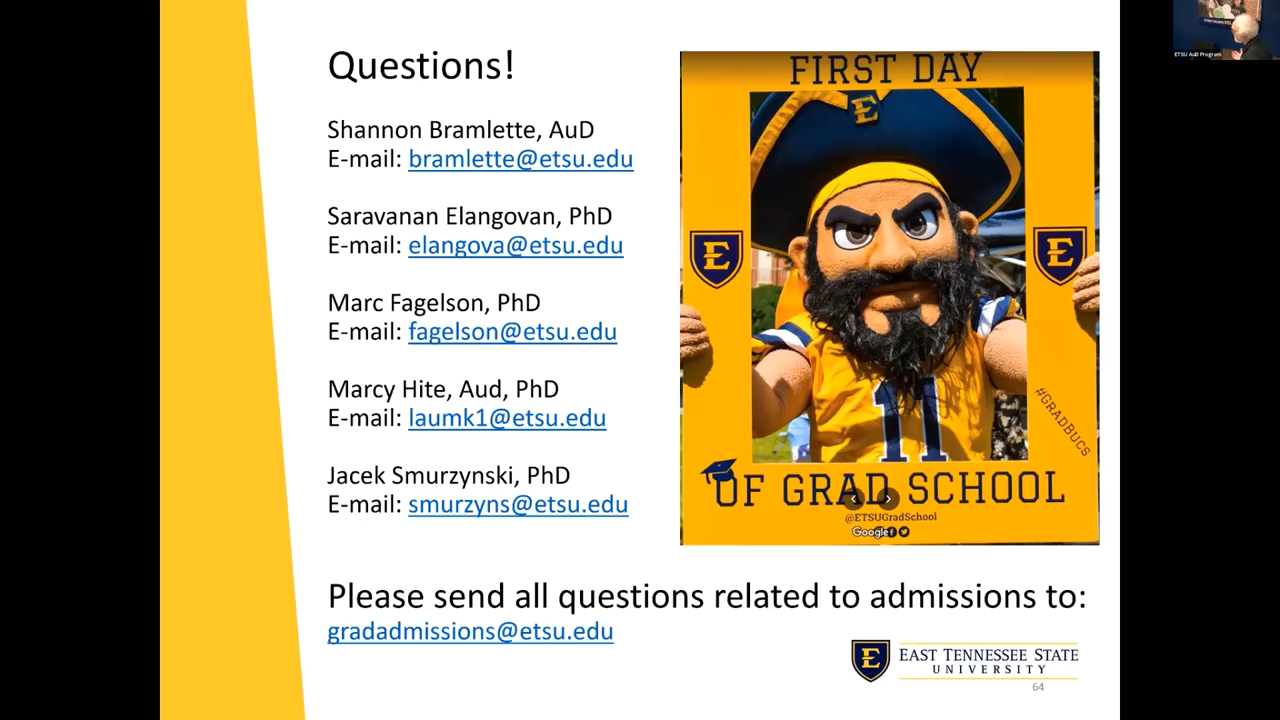 Questions!
Shannon Bramlette, AuD
E-mail: bramlette@etsu.edu
Saravanan Elangovan, PhD
E-mail: elangova@etsu.edu
Marc Fagelson, PhD
E-mail: fagelson@etsu.edu
Marcy Hite, Aud, PhD
E-mail: laumk1@etsu.edu
Jacek Smurzynski, PhD
E-mail: smurzyns@etsu.edu
Please send all questions related to admissions to:
gradadmissions@etsu.edu
FIRST DAY
E
E
E
11
#GRADBUCS
OF GRAD SCHOOL
@ETSUGradSchool
Google
E
EAST TENNESSEE STATE
UNIVERSITY
64
ETSU AuD Program